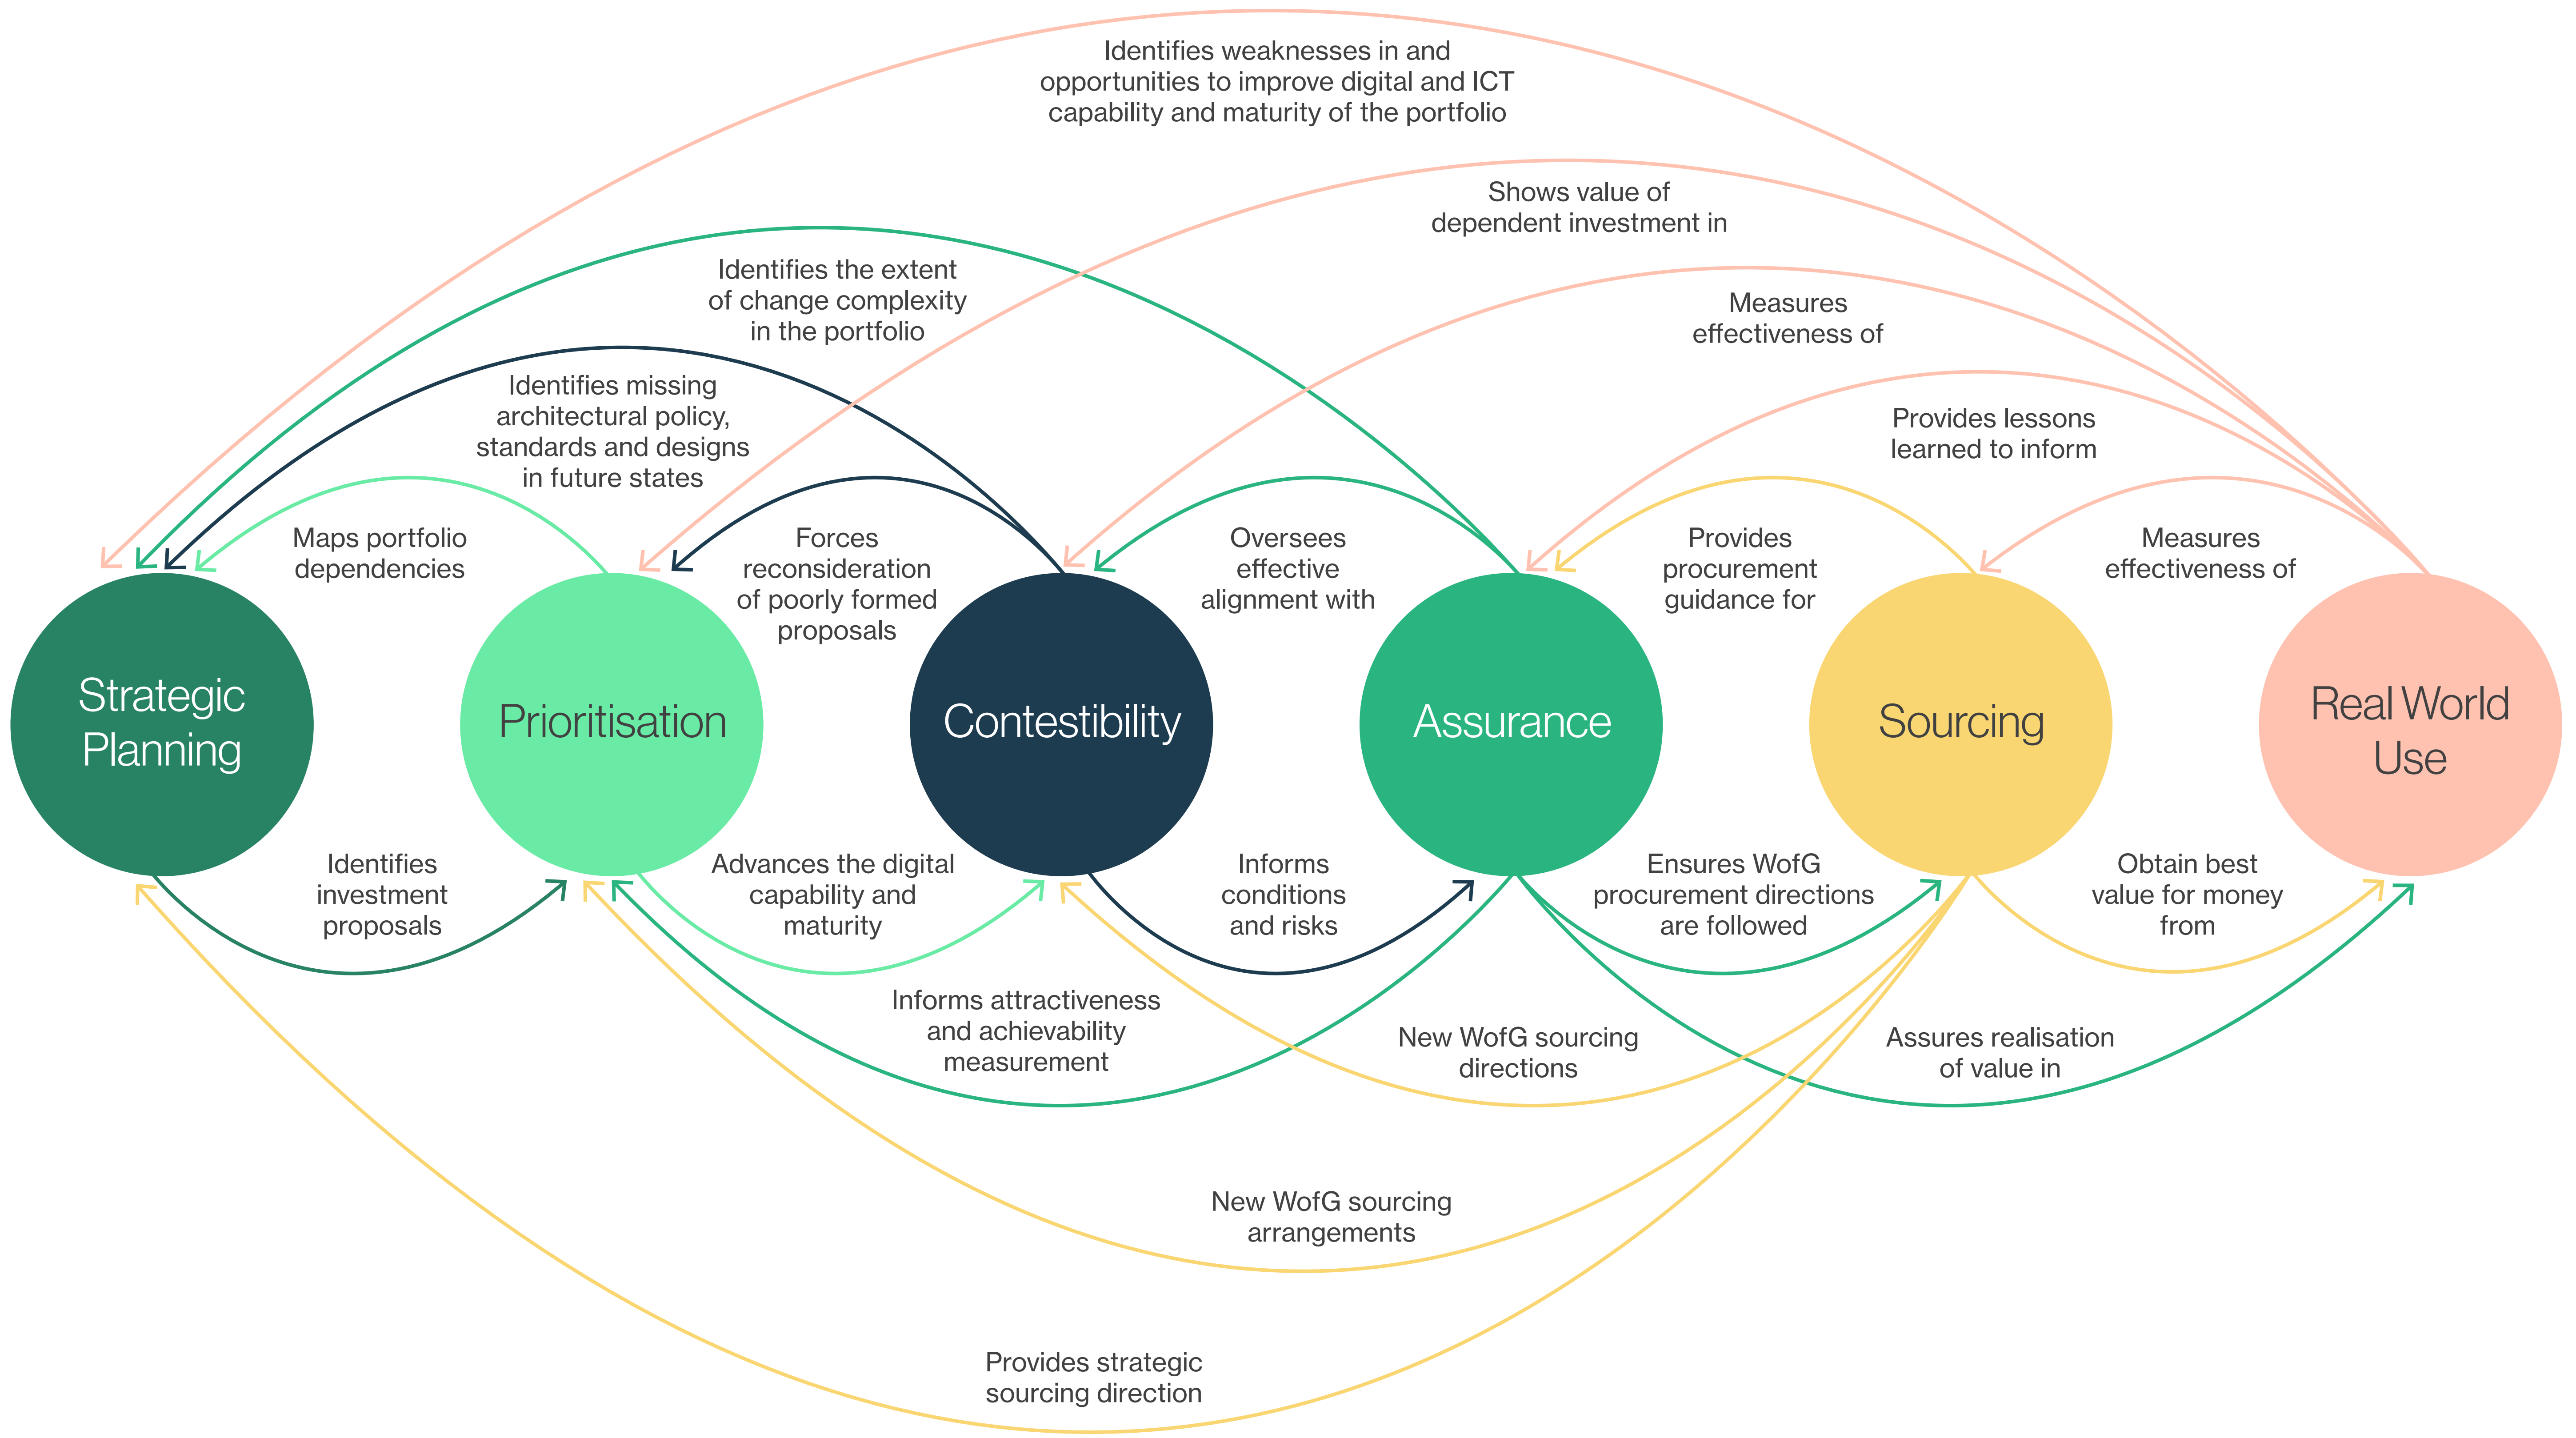 Identifies weaknesses in and
opportunities to improve digital and ICT
capability and maturity of the portfolio
Shows value of
dependent investment in
Identifies the extent
of change complexity
in the portfolio
Measures
effectiveness of
Identifies missing
architectural policy,
standards and designs
in future states
Provides lessons
learned to inform
Maps portfolio
dependencies
Forces
reconsideration
of poorly formed
proposals
Oversees
effective
alignment with
Provides
procurement
guidance for
Measures
effectiveness of
Strategic
Planning
Prioritisation
Contestibility
Assurance
Sourcing
Real World
Use
Identifies
investment
proposals
Advances the digital
capability and
maturity
Informs
conditions
and risks
Ensures WofG
procurement directions
are followed
Obtain best
value for money
from
Informs attractiveness
and achievability
measurement
New WofG sourcing
directions
Assures realisation
of value in
New WofG sourcing
arrangements
Provides strategic
sourcing direction